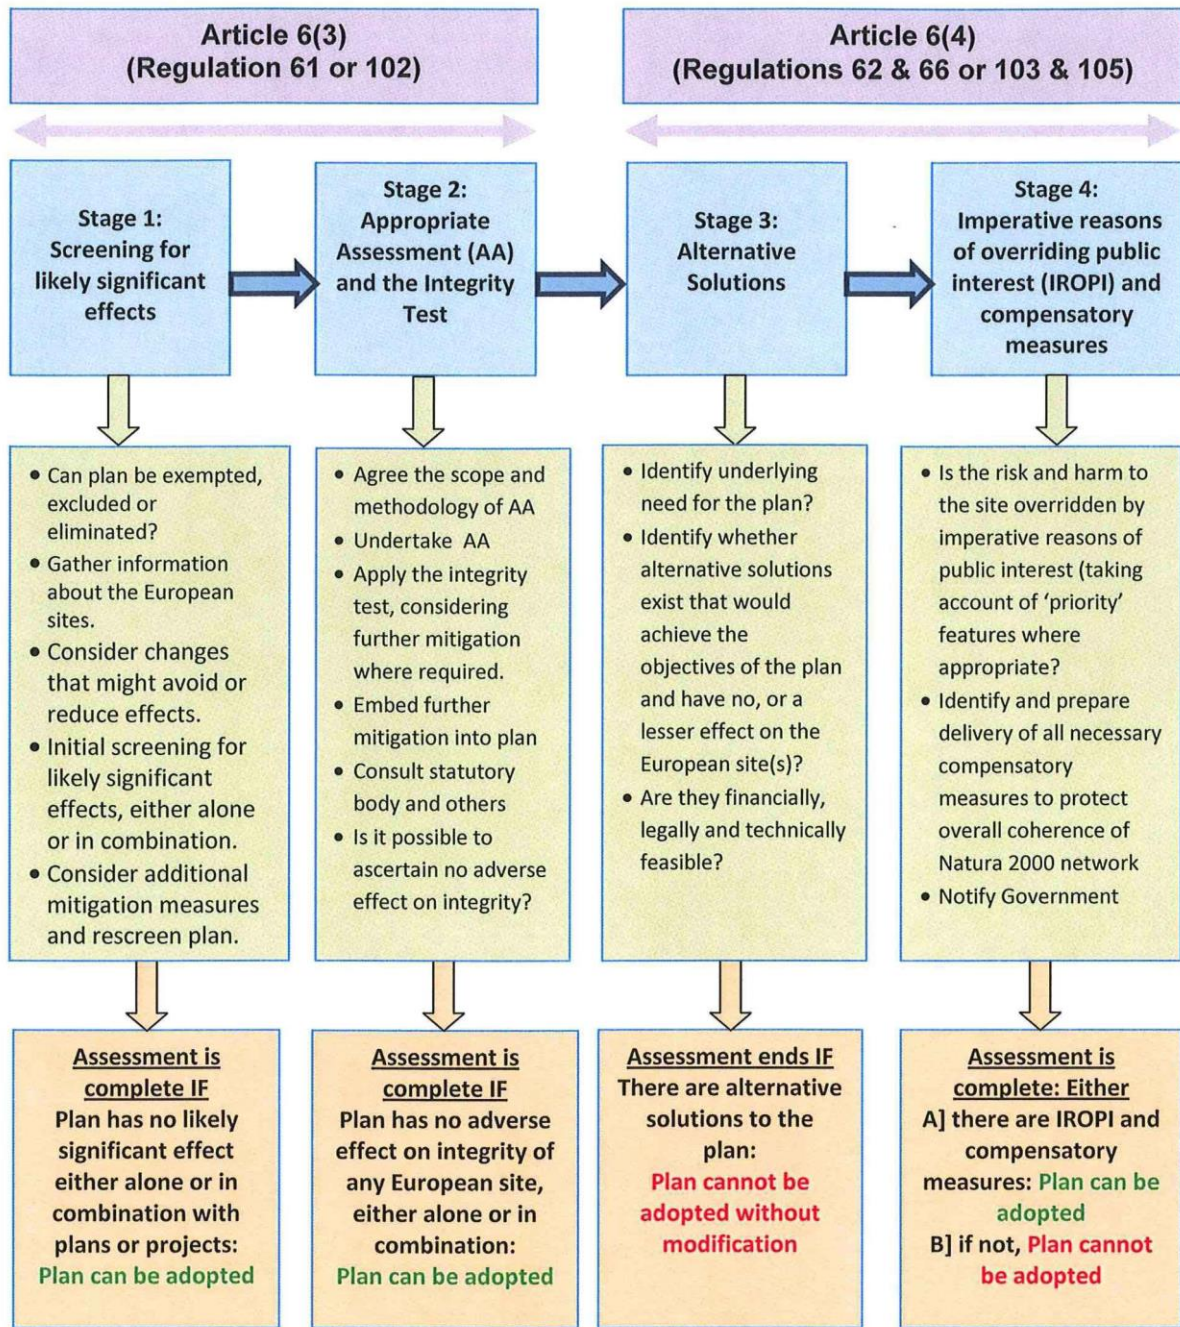 Article 6(3)
(Regulation 61 or 102)
Article 6(4)
(Regulations 62 & 66 or 103 & 105)
Stage 1:
Screening for
likely significant
effects
Stage 2:
Appropriate
Assessment (AA)
and the Integrity
Test
Stage 3:
Alternative
Solutions
Stage 4:
Imperative reasons
of overriding public
interest (IROPI) and
compensatory
measures
• Can plan be exempted,
excluded or
eliminated?
• Gather information
about the European
sites.
• Consider changes
that might avoid or
reduce effects.
• Initial screening for
likely significant
effects, either alone
or in combination.
• Consider additional
mitigation measures
and rescreen plan.
• Agree the scope and
methodology of AA
• Undertake AA
• Apply the integrity
test, considering
further mitigation
where required.
• Embed further
mitigation into plan
• Consult statutory
body and others
• Is it possible to
ascertain no adverse
effect on integrity?
• Identify underlying
need for the plan?
• Identify whether
alternative solutions
exist that would
achieve the
objectives of the plan
and have no, or a
lesser effect on the
European site(s)?
• Are they financially,
legally and technically
feasible?
• Is the risk and harm to
the site overridden by
imperative reasons of
public interest (taking
account of ‘priority’
features where
appropriate?
• Identify and prepare
delivery of all necessary
compensatory
measures to protect
overall coherence of
Natura 2000 network
• Notify Government
Assessment is
complete IF
Plan has no likely
significant effect
either alone or in
combination with
plans or projects:
Plan can be adopted
Assessment is
complete IF
Plan has no adverse
effect on integrity of
any European site,
either alone or in
combination:
Plan can be adopted
Assessment ends IF
There are alternative
solutions to the
plan:
Plan cannot be
adopted without
modification
Assessment is
complete: Either
A] there are IROPI and
compensatory
measures: Plan can be
adopted
B] if not, Plan cannot
be adopted